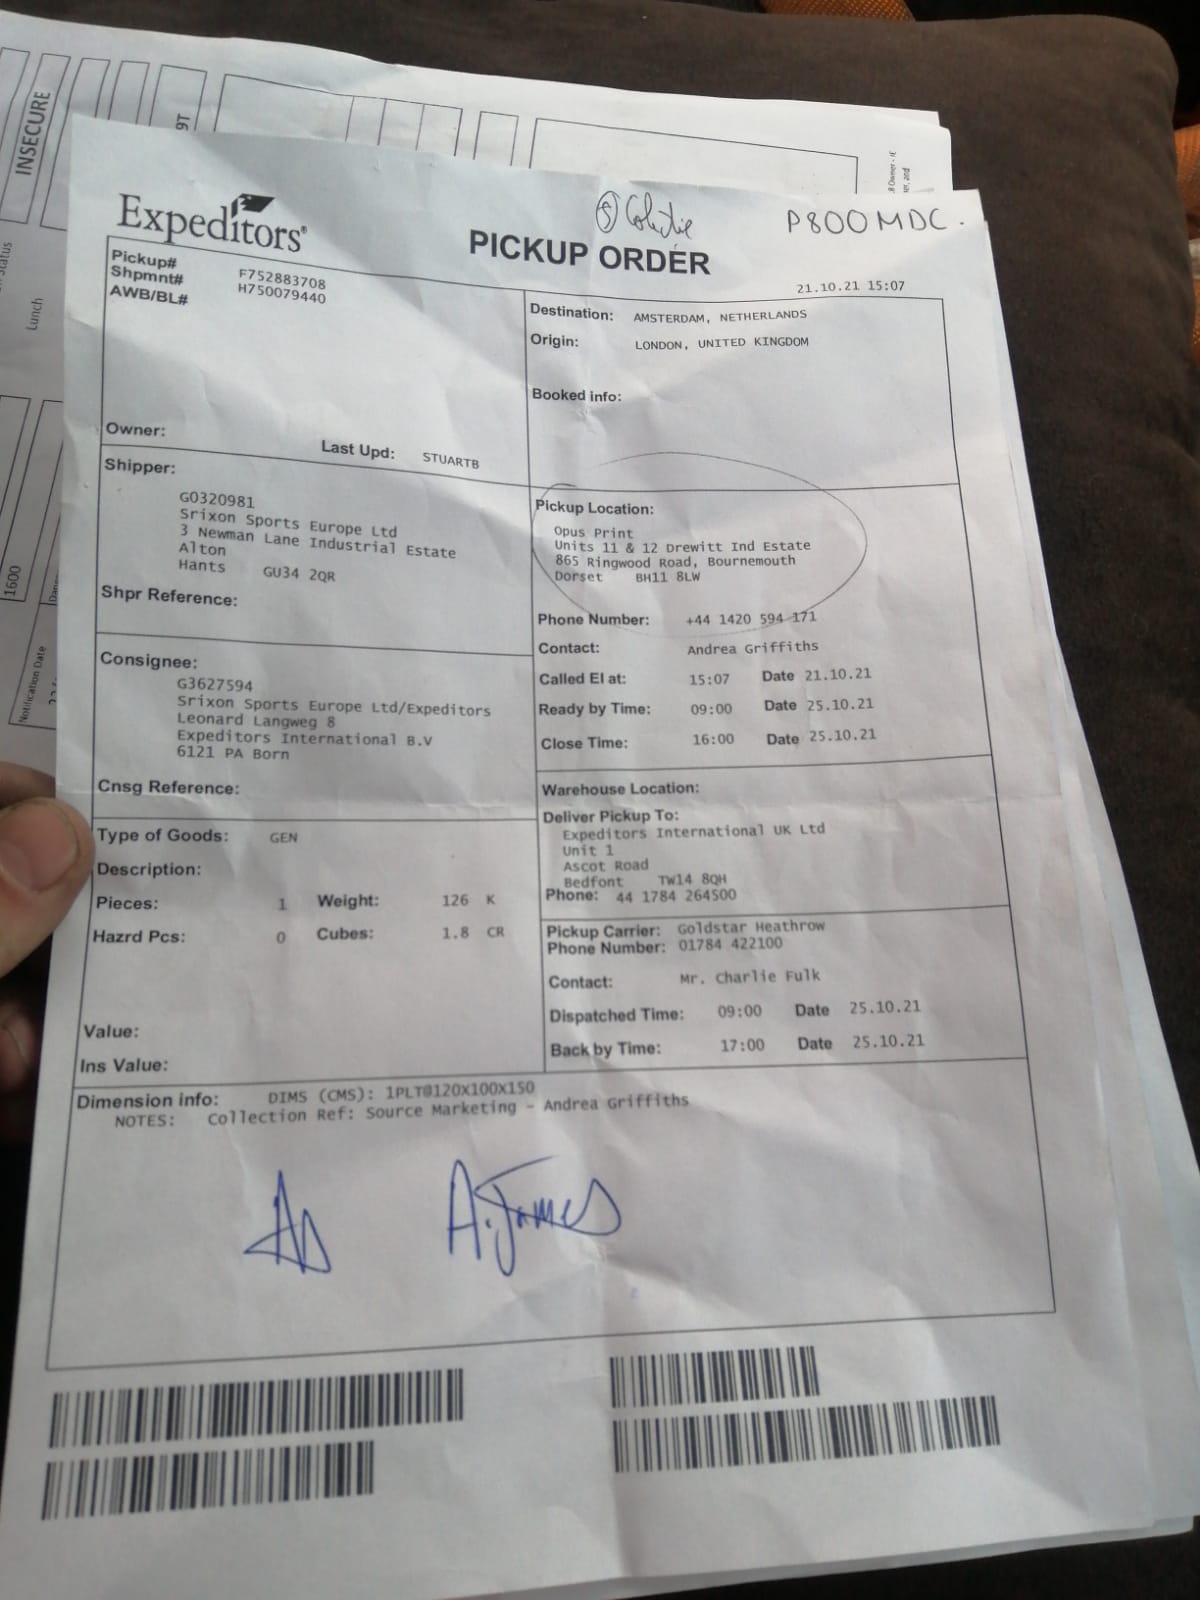 INSECURE
Lunch
1600
Notification Date
P800MDC.
Expeditors
PICKUP ORDER
21.10.21 15:07
Pickup# F752883708
Shpmnt# H750079440
AWB/BL#
Owner:
Last Upd: STUARTB
Destination: AMSTERDAM, NETHERLANDS
Origin: LONDON, UNITED KINGDOM
Booked info:
Shipper:
G0320981
Srixon Sports Europe Ltd
3 Newman Lane Industrial Estate
Alton
Hants GU34 2QR
Shpr Reference:
Pickup Location:
Opus Print
Units 11 & 12 Drewitt Ind Estate
865 Ringwood Road, Bournemouth
Dorset BH11 8LW
Phone Number: +44 1420 594 171
Contact: Andrea Griffiths
Called EI at: 15:07 Date 21.10.21
Ready by Time: 09:00 Date 25.10.21
Close Time: 16:00 Date 25.10.21
Consignee:
G3627594
Srixon Sports Europe Ltd/Expeditors
Leonard Langweg 8
Expeditors International B.V
6121 PA Born
Cnsg Reference:
Warehouse Location:
Deliver Pickup To:
Expeditors International UK Ltd
Unit 1
Ascot Road
Bedfont TW14 8QH
Phone: 44 1784 264500
Type of Goods: GEN
Description:
Pieces: 1 Weight: 126 K
Hazrd Pcs: 0 Cubes: 1.8 CR
Value:
Ins Value:
Pickup Carrier: Goldstar Heathrow
Phone Number: 01784 422100
Contact: Mr. Charlie Fulk
Dispatched Time: 09:00 Date 25.10.21
Back by Time: 17:00 Date 25.10.21
Dimension info: DIMS (CMS): 1PLT@120X100X150
NOTES: Collection Ref: Source Marketing - Andrea Griffiths
A.James